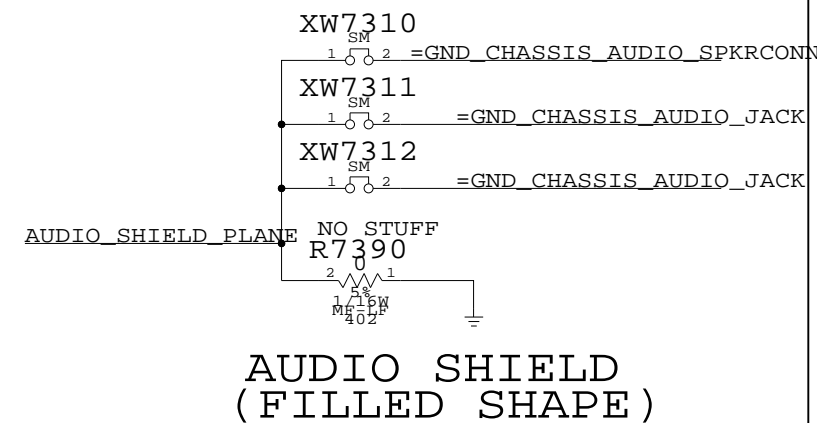 XW7310
SM
1 2 =GND_CHASSIS_AUDIO_SPKRCONN
XW7311
SM
1 2 =GND_CHASSIS_AUDIO_JACK
XW7312
SM
1 2 =GND_CHASSIS_AUDIO_JACK
AUDIO_SHIELD_PLANE
NO STUFF
R7390
0
2 1
5%
1/16W
MF-LF
402
AUDIO SHIELD
(FILLED SHAPE)